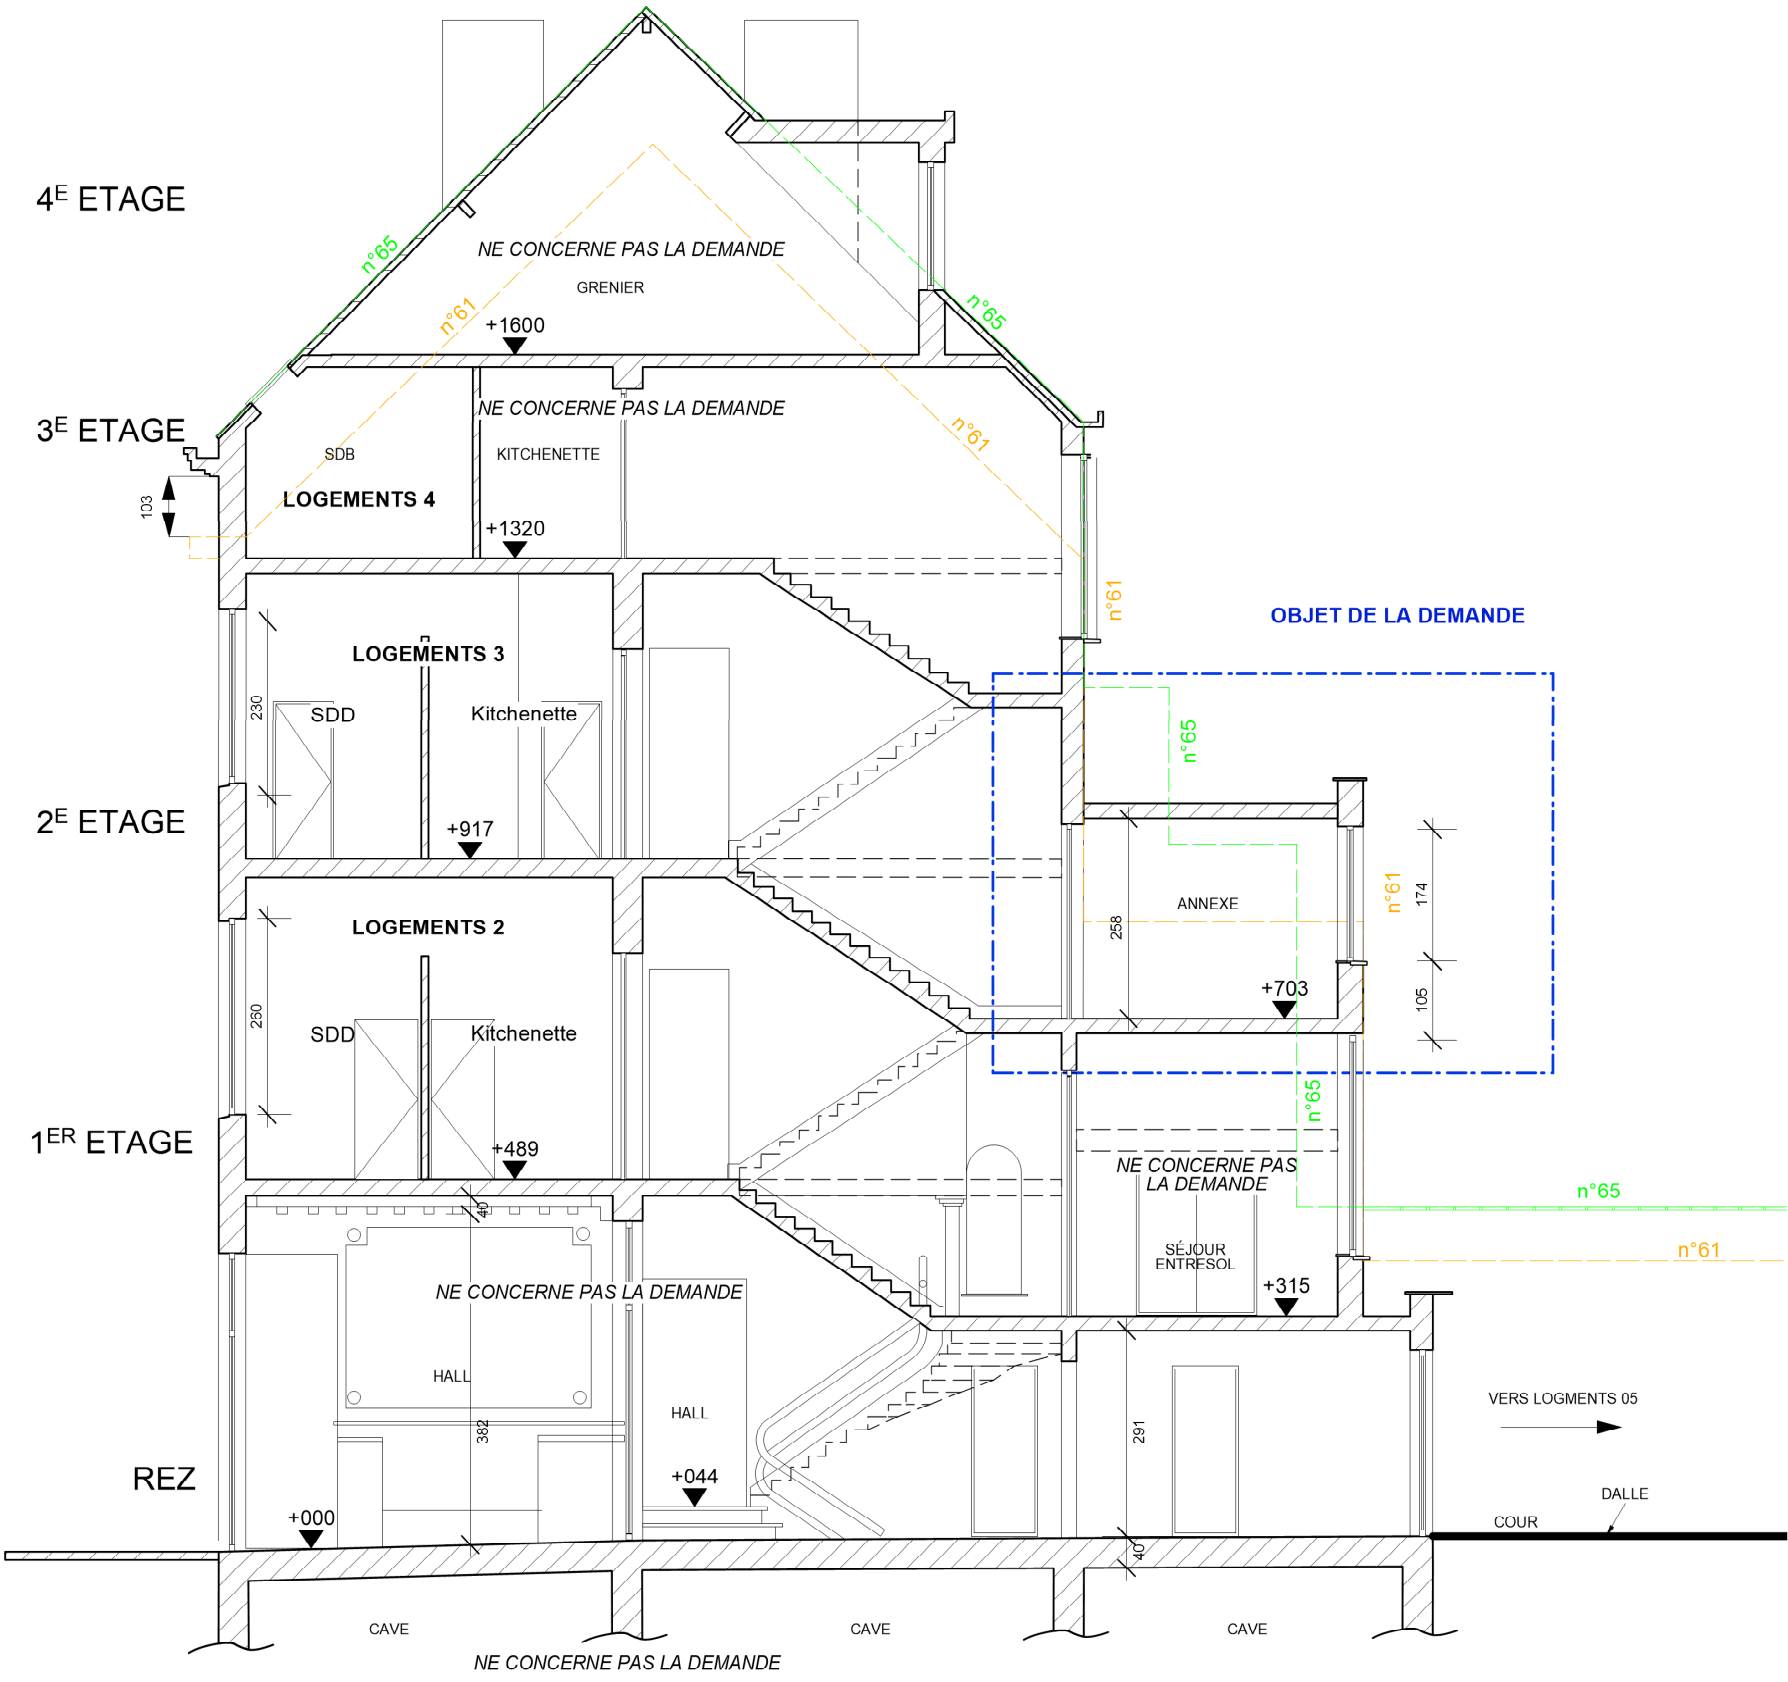 4E ETAGE
n°65
NE CONCERNE PAS LA DEMANDE
GRENIER
n°61
n°65
+1600
3E ETAGE
NE CONCERNE PAS LA DEMANDE
n°61
SDB
KITCHENETTE
LOGEMENTS 4
103
+1320
n°61
OBJET DE LA DEMANDE
LOGEMENTS 3
230
SDD
Kitchenette
n°65
2E ETAGE
+917
n°61
174
ANNEXE
258
LOGEMENTS 2
+703
105
260
SDD
Kitchenette
n°65
1ER ETAGE
+489
NE CONCERNE PAS
LA DEMANDE
n°65
40
SÉJOUR
ENTRESOL
n°61
NE CONCERNE PAS LA DEMANDE
+315
HALL
382
HALL
291
VERS LOGMENTS 05
REZ
+044
DALLE
+000
COUR
40
CAVE
CAVE
CAVE
NE CONCERNE PAS LA DEMANDE